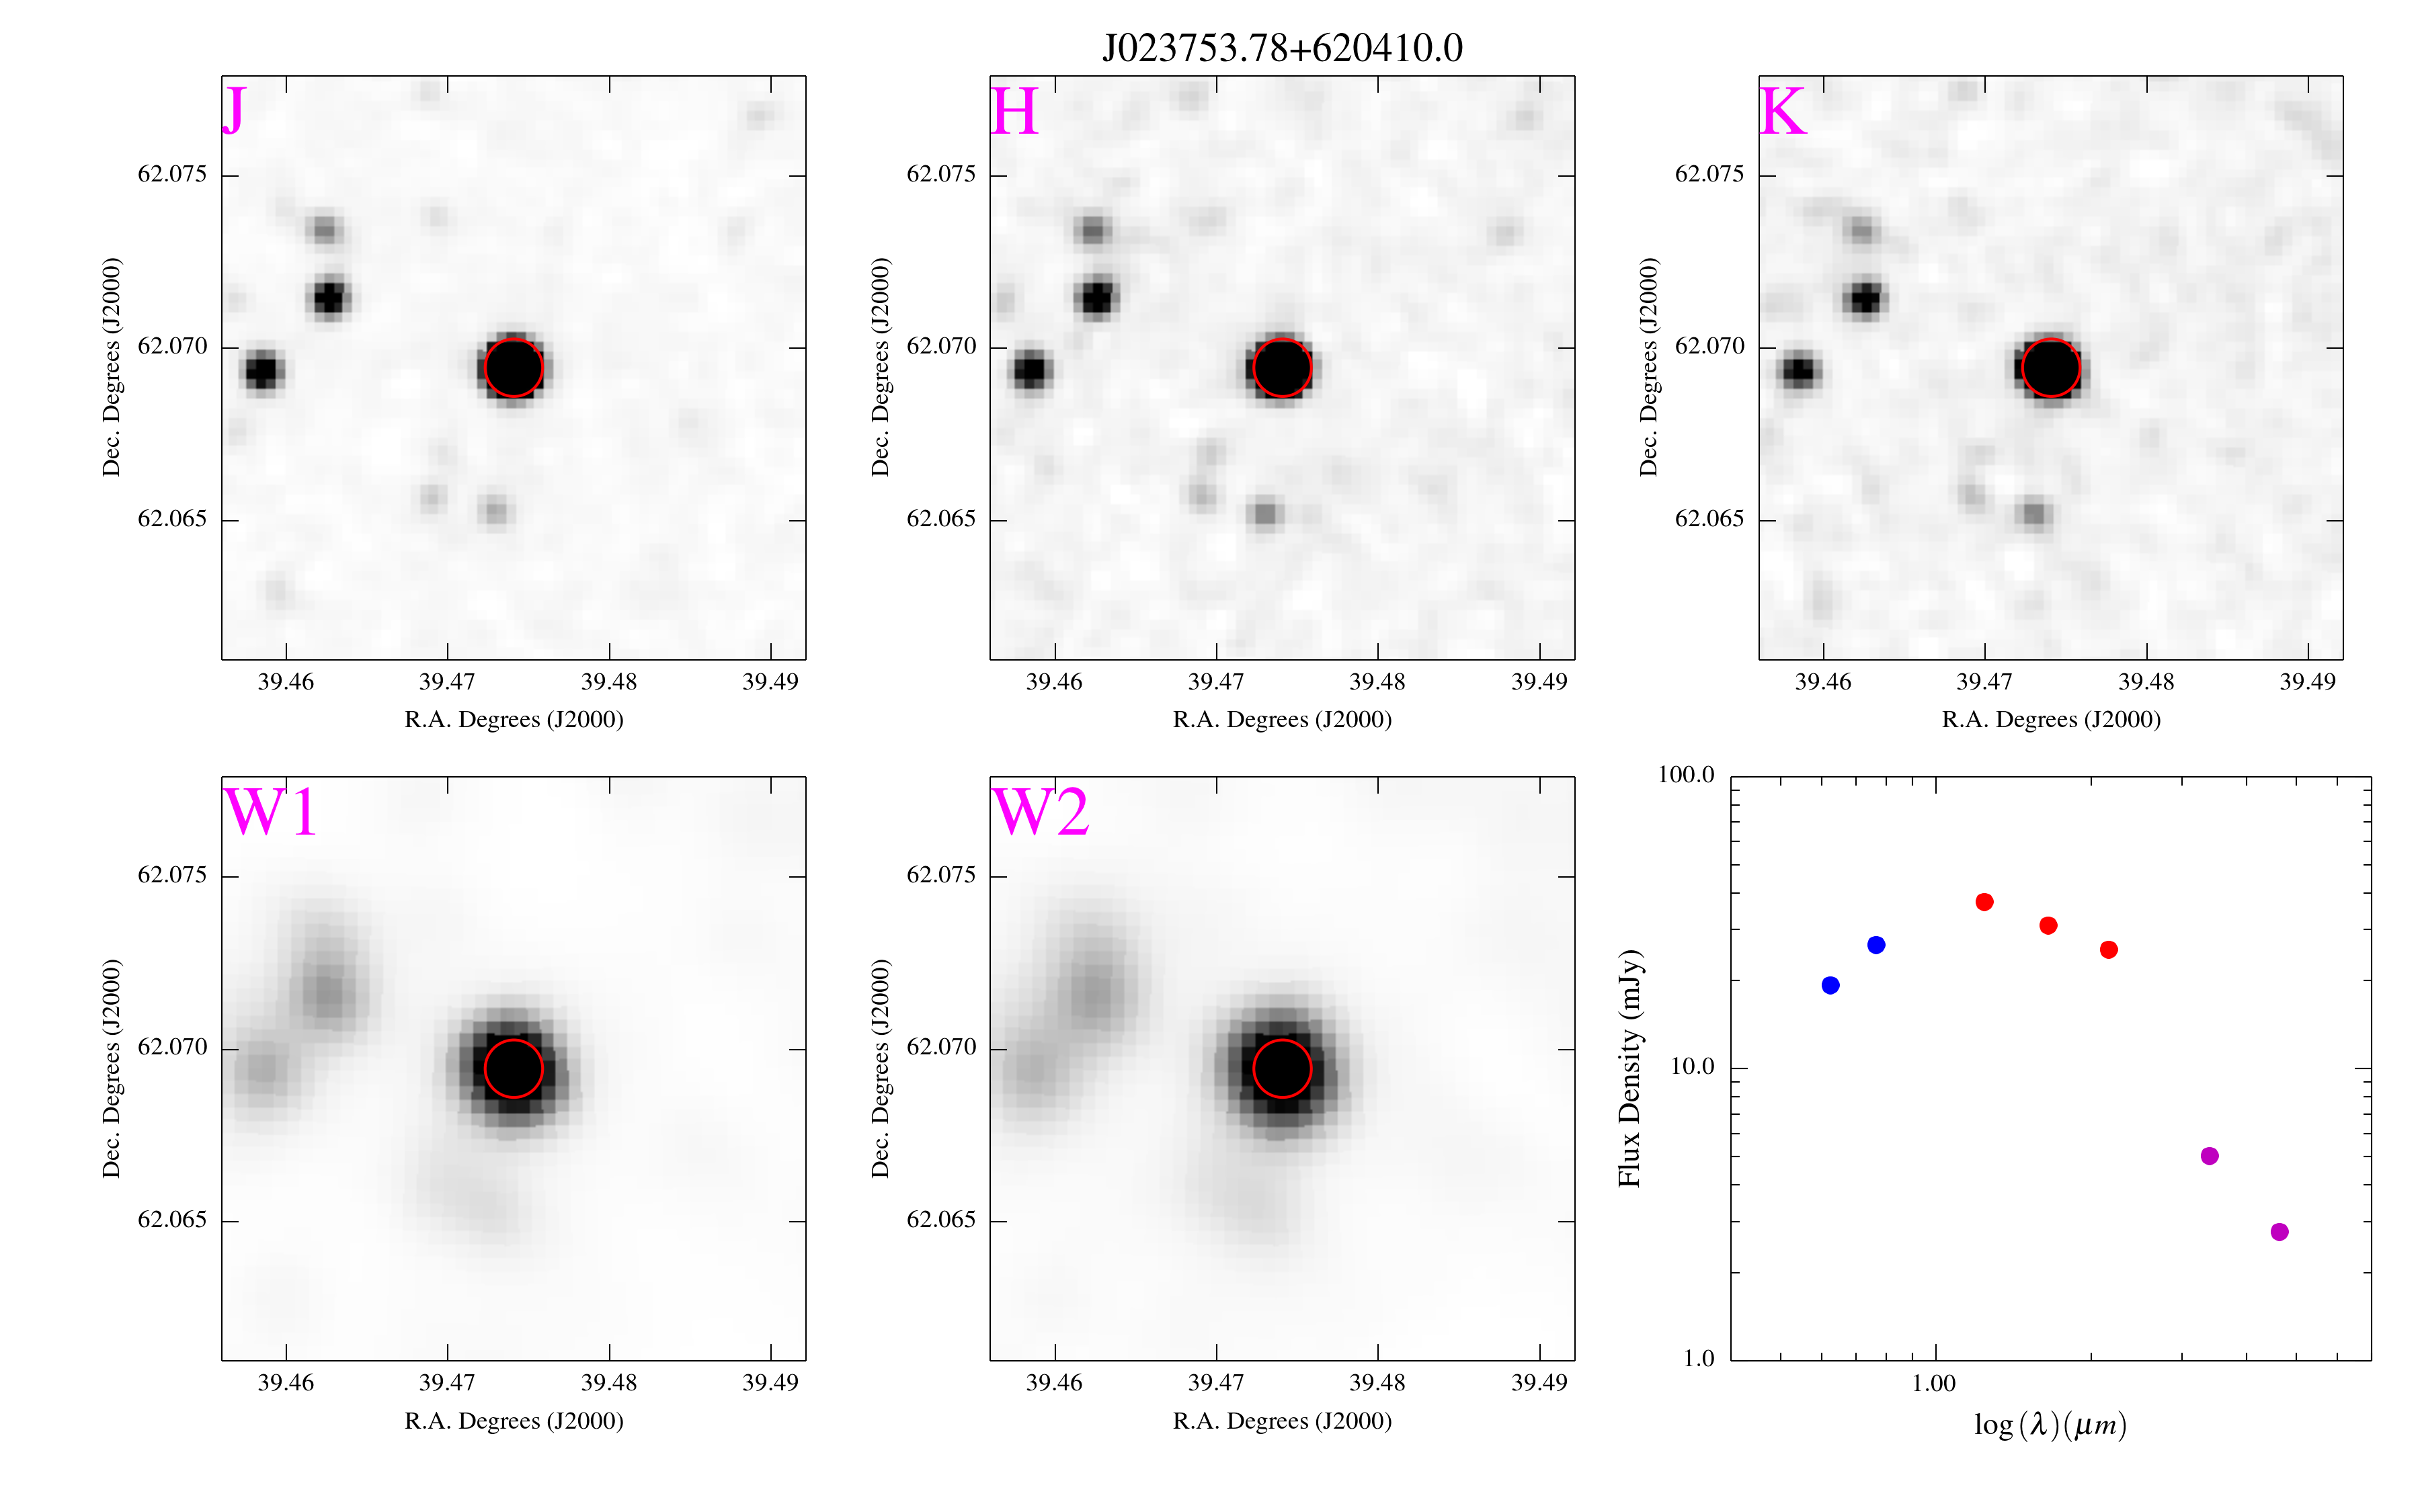 J023753.78+620410.0
J
62.075
62.070
62.065
Dec. Degrees (J2000)
39.46 39.47 39.48 39.49
R.A. Degrees (J2000)
H
62.075
62.070
62.065
Dec. Degrees (J2000)
39.46 39.47 39.48 39.49
R.A. Degrees (J2000)
K
62.075
62.070
62.065
Dec. Degrees (J2000)
39.46 39.47 39.48 39.49
R.A. Degrees (J2000)
W1
62.075
62.070
62.065
Dec. Degrees (J2000)
39.46 39.47 39.48 39.49
R.A. Degrees (J2000)
W2
62.075
62.070
62.065
Dec. Degrees (J2000)
39.46 39.47 39.48 39.49
R.A. Degrees (J2000)
100.0
10.0
1.0
Flux Density (mJy)
1.00
log (λ)(μm)